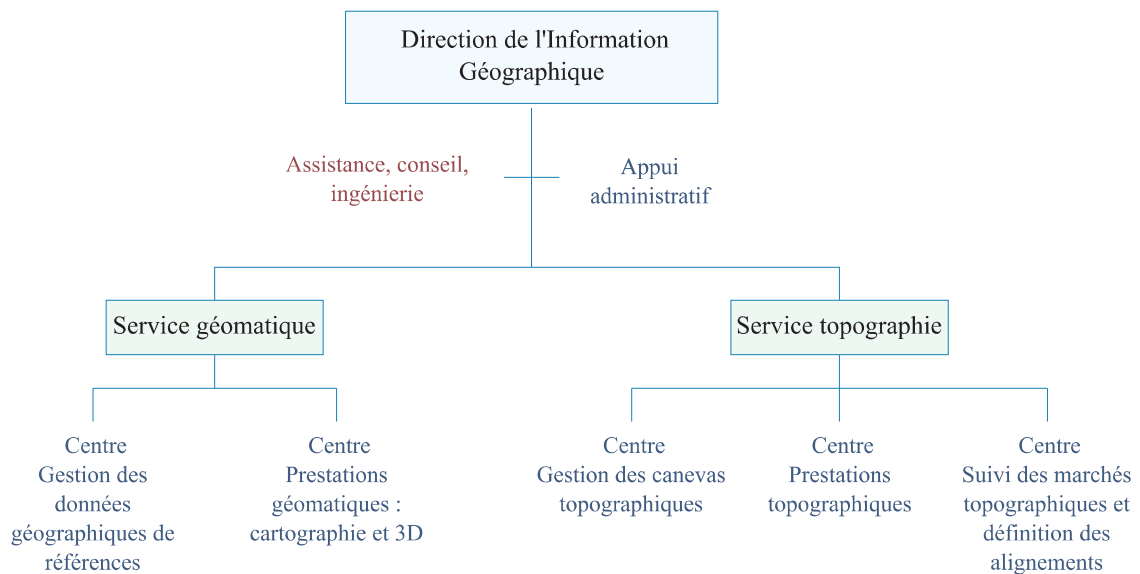 Direction de l'Information
Géographique
Assistance, conseil,
ingénierie
Appui
administratif
Service géomatique
Service topographie
Centre
Gestion des
données
géographiques de
références
Centre
Prestations
géomatiques :
cartographie et 3D
Centre
Gestion des canevas
topographiques
Centre
Prestations
topographiques
Centre
Suivi des marchés
topographiques et
définition des
alignements